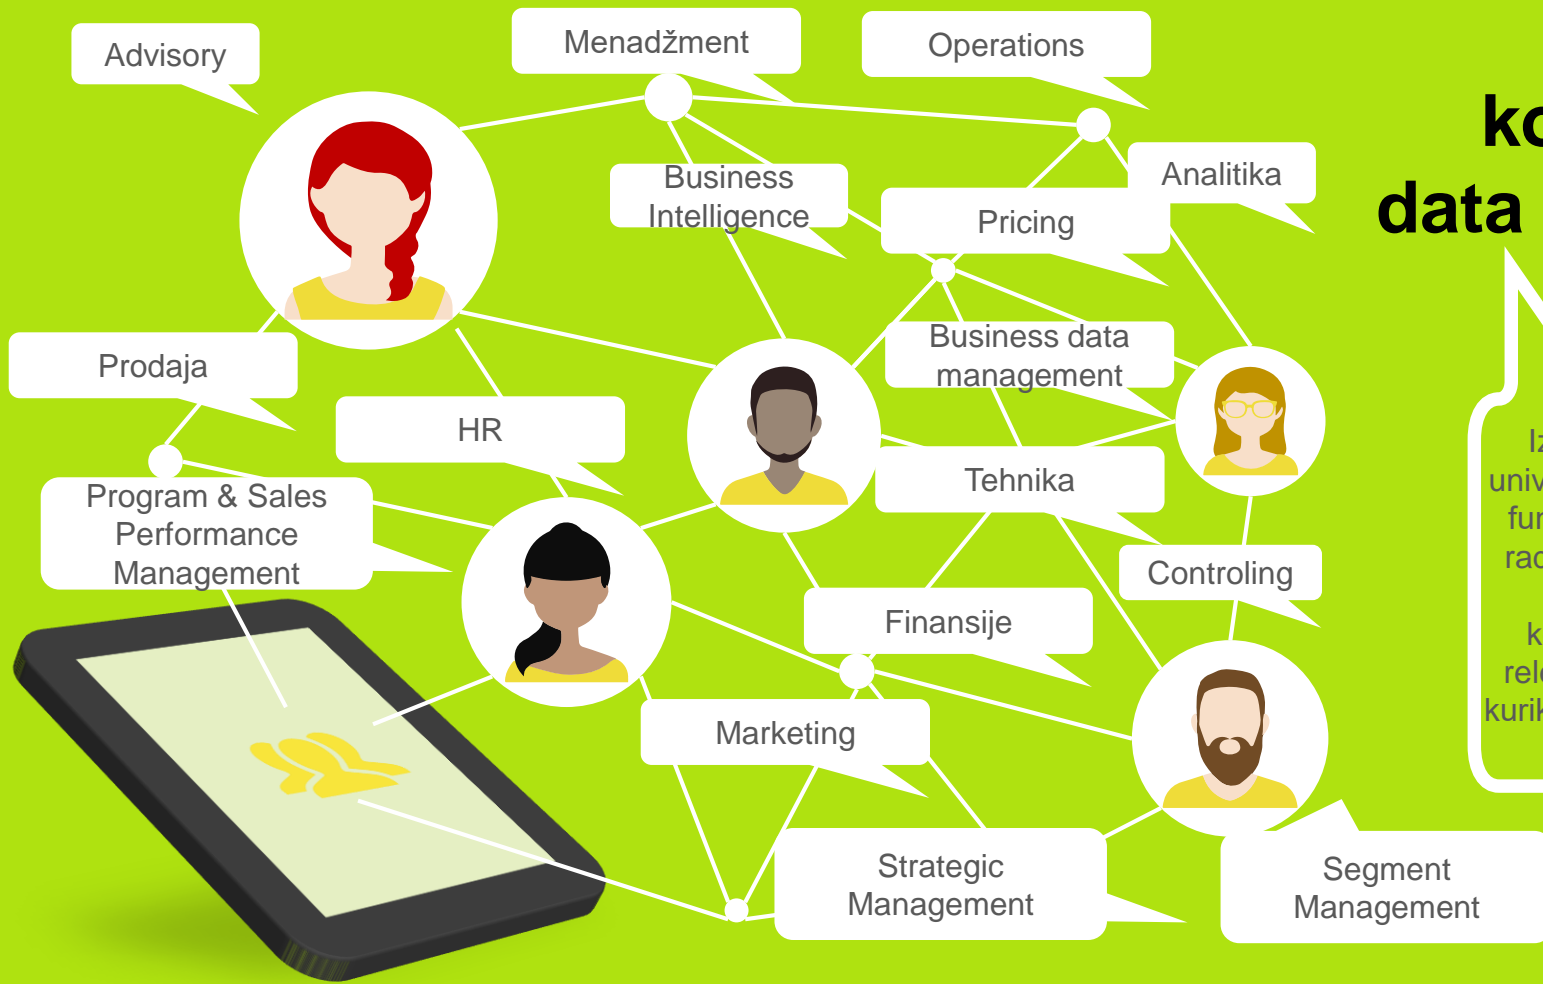 Advisory
Menadžment
Operations
Business
Intelligence
Analitika
Pricing
Prodaja
Business data
management
HR
Program & Sales
Performance
Management
Tehnika
Controling
Finansije
Marketing
Strategic
Management
Segment
Management
data